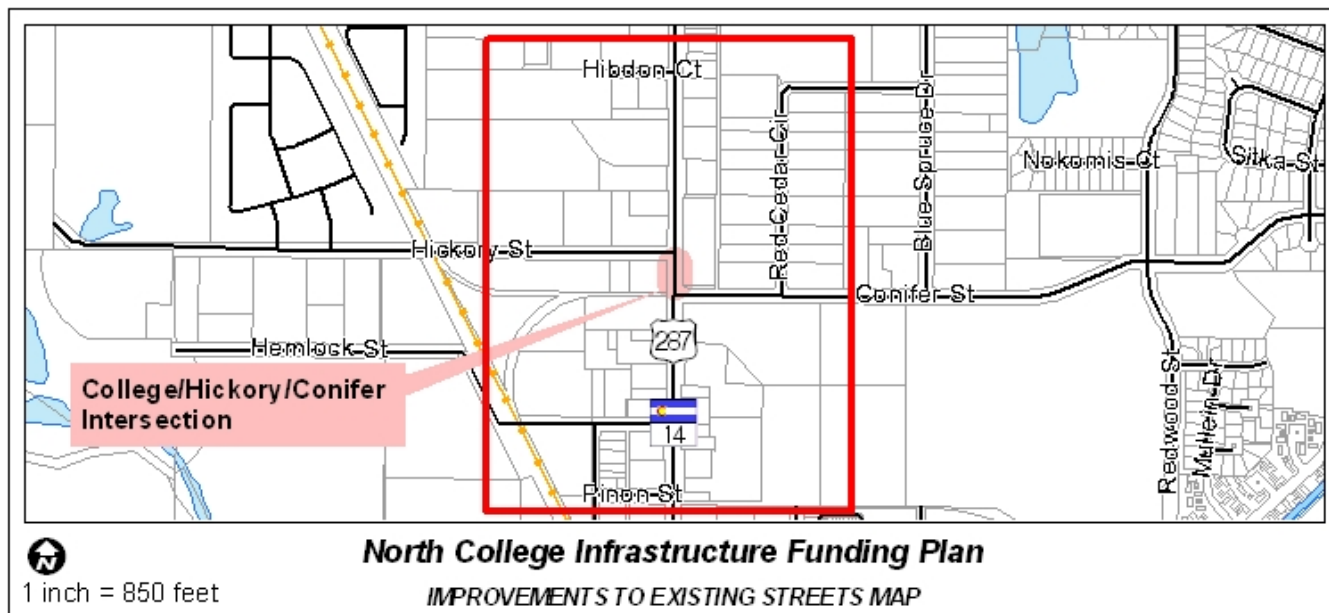 Hibdon Ct
Red Cedar Cir
Blue Spruce Dr
Nokomis Ct
Sitka St
Hickory St
Conifer St
287
Hemlock St
College/Hickory/Conifer
Intersection
14
Redwood St
Mullein Dr
Pinon St
N
North College Infrastructure Funding Plan
1 inch = 850 feet
IMPROVEMENTS TO EXISTING STREETS MAP